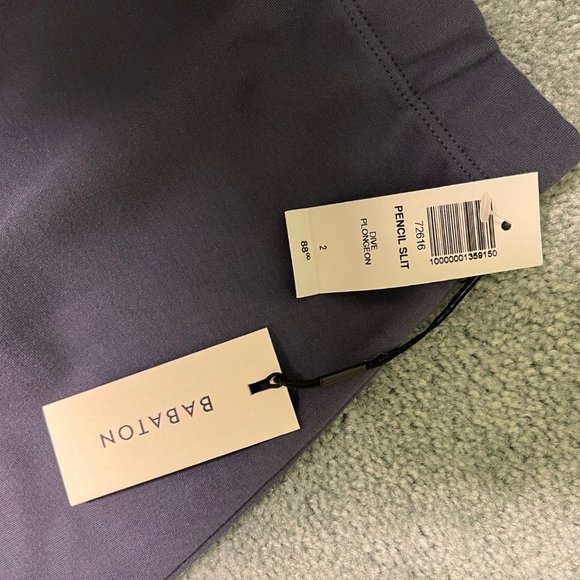 10000001359150
72616
PENCIL SLIT
DIVE
PLONGEON
2
88.00
BABATON